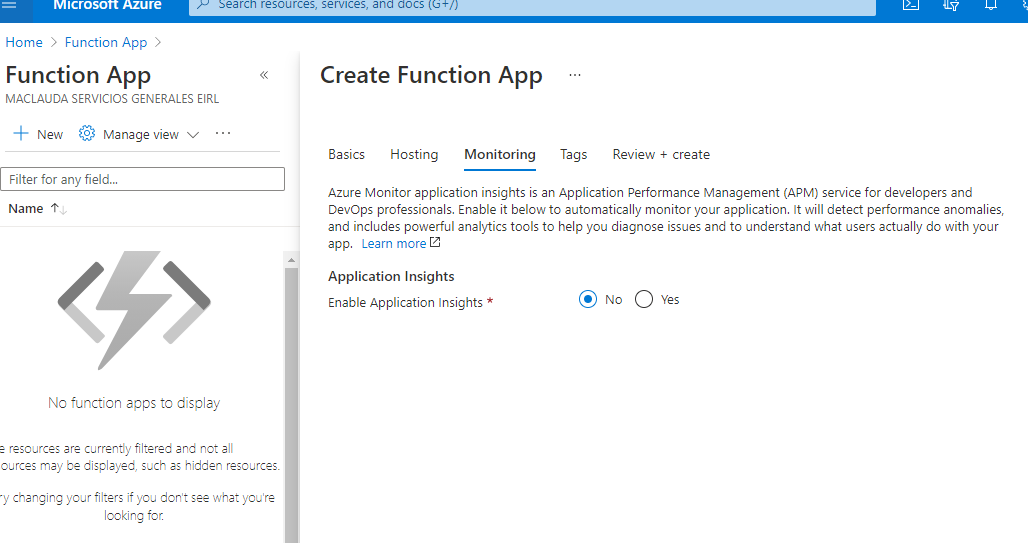 Microsoft Azure
Search resources, services, and docs (G+/)
Home > Function App >
Function App «
MACLAUDA SERVICIOS GENERALES EIRL
+ New Manage view ...
Filter for any field...
Name ↑↓
No function apps to display
e resources are currently filtered and not all
ources may be displayed, such as hidden resources.
ry changing your filters if you don't see what you're
looking for.
Create Function App ...
Basics Hosting Monitoring Tags Review + create
Azure Monitor application insights is an Application Performance Management (APM) service for developers and
DevOps professionals. Enable it below to automatically monitor your application. It will detect performance anomalies,
and includes powerful analytics tools to help you diagnose issues and to understand what users actually do with your
app. Learn more
Application Insights
Enable Application Insights * No Yes